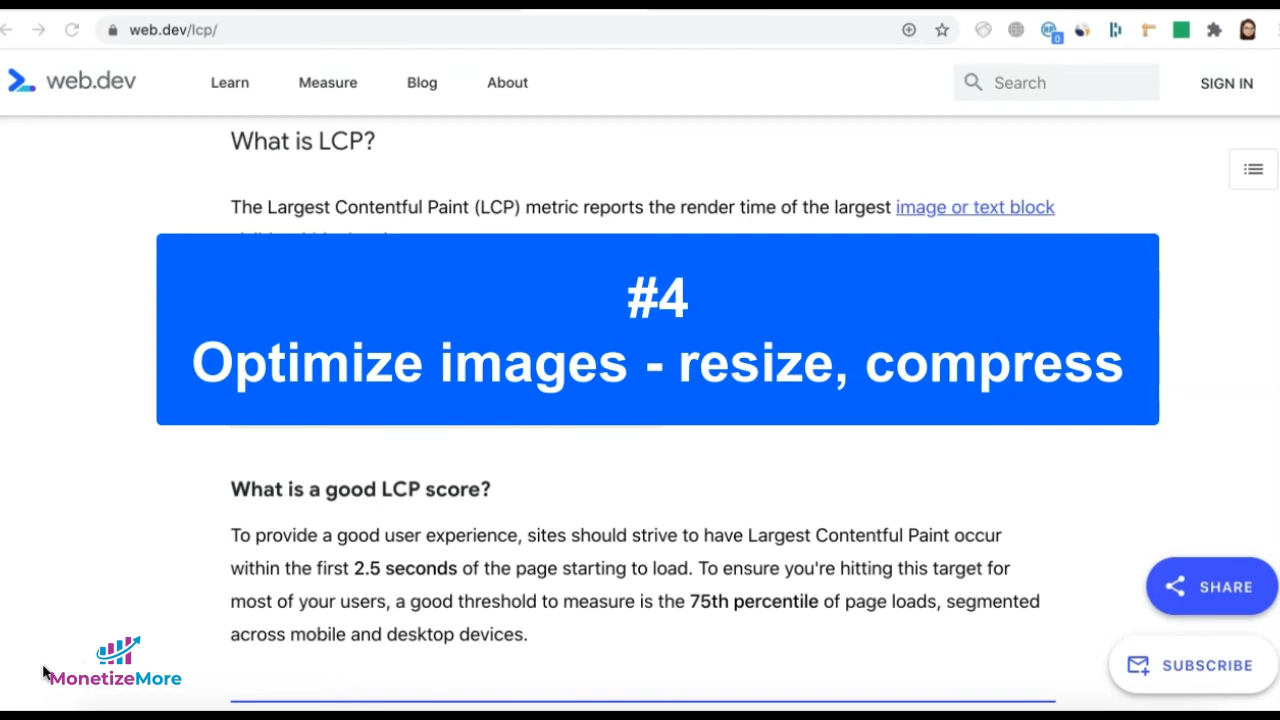 web.dev/lcp/
0
web.dev
Learn
Measure
Blog
About
Search
SIGN IN
What is LCP?
The Largest Contentful Paint (LCP) metric reports the render time of the largest image or text block
#4
Optimize images - resize, compress
What is a good LCP score?
To provide a good user experience, sites should strive to have Largest Contentful Paint occur
within the first 2.5 seconds of the page starting to load. To ensure you're hitting this target for
most of your users, a good threshold to measure is the 75th percentile of page loads, segmented
across mobile and desktop devices.
SHARE
SUBSCRIBE
MonetizeMore